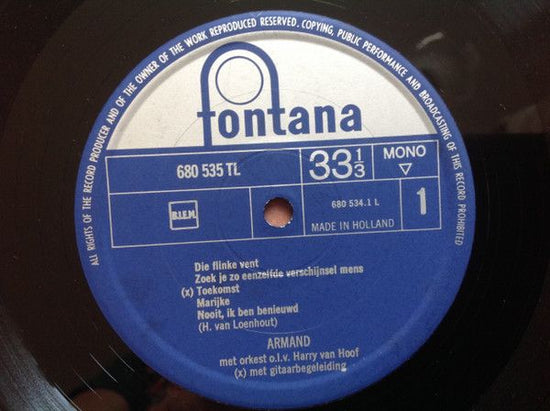 ALL RIGHTS OF THE RECORD PRODUCER AND OF THE OWNER OF THE WORK REPRODUCED RESERVED. COPYING, PUBLIC PERFORMANCE AND BROADCASTING OF THIS RECORD PROHIBITED
fontana
680 535 TL
33 1/3
MONO
B.I.E.M.
680 534.1 L
MADE IN HOLLAND
1
Die flinke vent
Zoek je zo eenzelfde verschijnsel mens
(x) Toekomst
Marijke
Nooit, ik ben benieuwd
(H. van Loenhout)
ARMAND
met orkest o.l.v. Harry van Hoof
(x) met gitaarbegeleiding